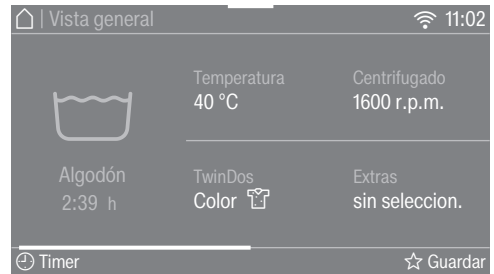 Vista general
11:02
Temperatura
40 °C
Centrifugado
1600 r.p.m.
Algodón
2:39 h
TwinDos
Color
Extras
sin seleccion.
Timer
Guardar